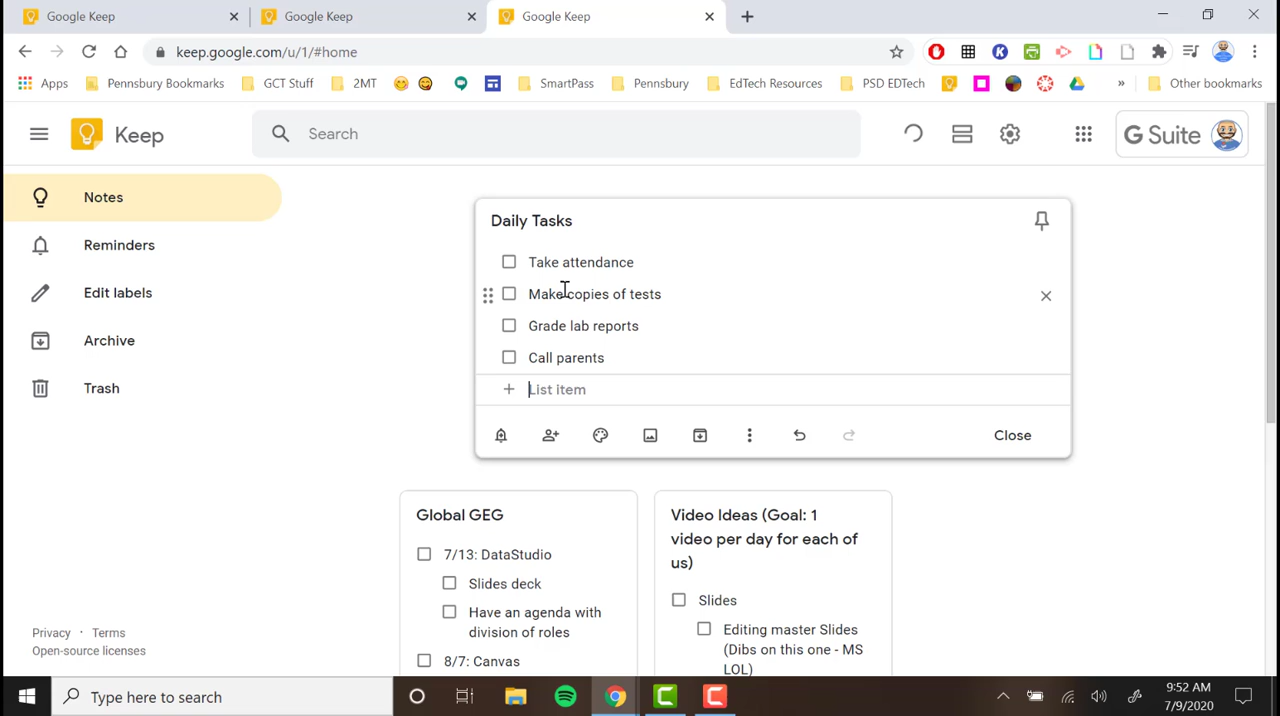 Google Keep
Google Keep
Google Keep
keep.google.com/u/1/#home
Apps
Pennsbury Bookmarks
GCT Stuff
2MT
SmartPass
Pennsbury
EdTech Resources
PSD EDTech
»
Other bookmarks
Keep
Search
G Suite
Notes
Reminders
Edit labels
Archive
Trash
Daily Tasks
Take attendance
Make copies of tests
Grade lab reports
Call parents
List item
Close
Global GEG
7/13: DataStudio
Slides deck
Have an agenda with
division of roles
8/7: Canvas
Video Ideas (Goal: 1
video per day for each of
us)
Slides
Editing master Slides
(Dibs on this one - MS
LOL)
Privacy · Terms
Open-source licenses
Type here to search
9:52 AM
7/9/2020